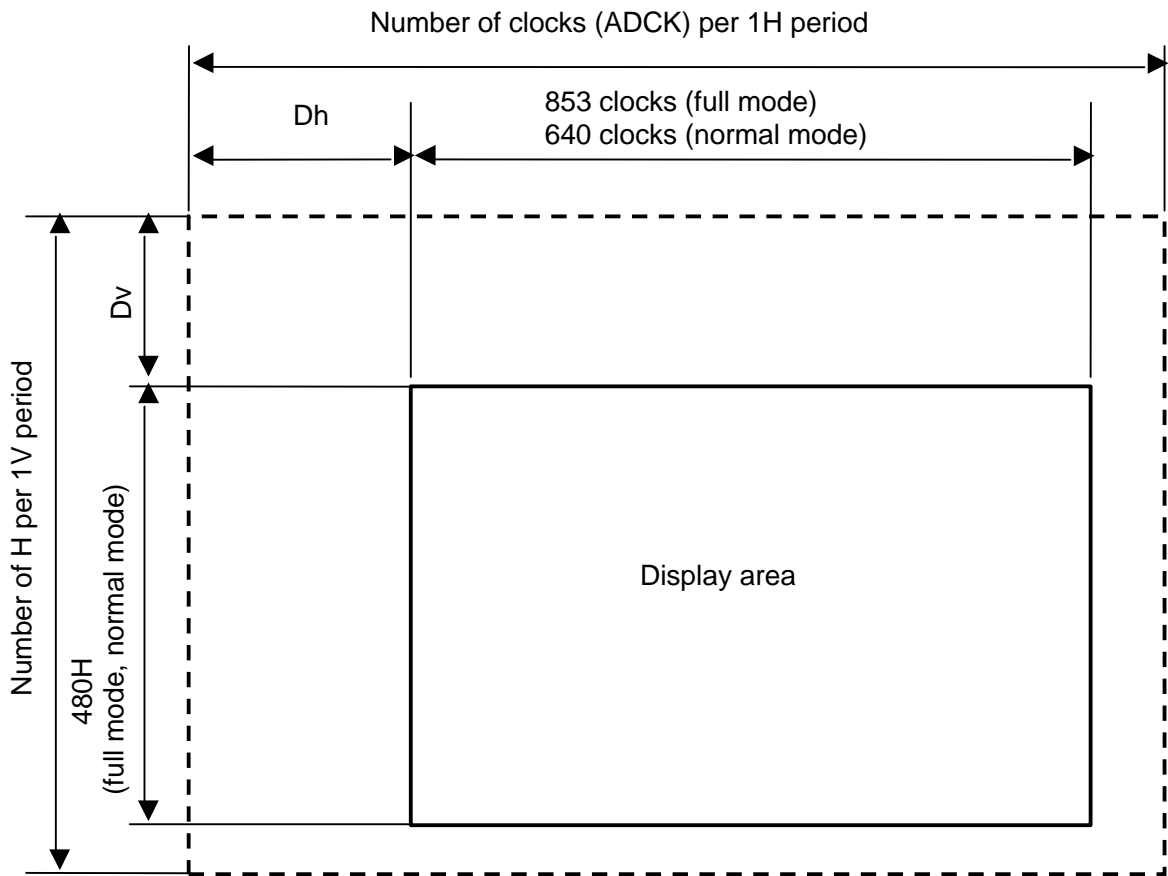 Number of clocks (ADCK) per 1H period
853 clocks (full mode)
640 clocks (normal mode)
Dh
Dv
Number of H per 1V period
480H
(full mode, normal mode)
Display area